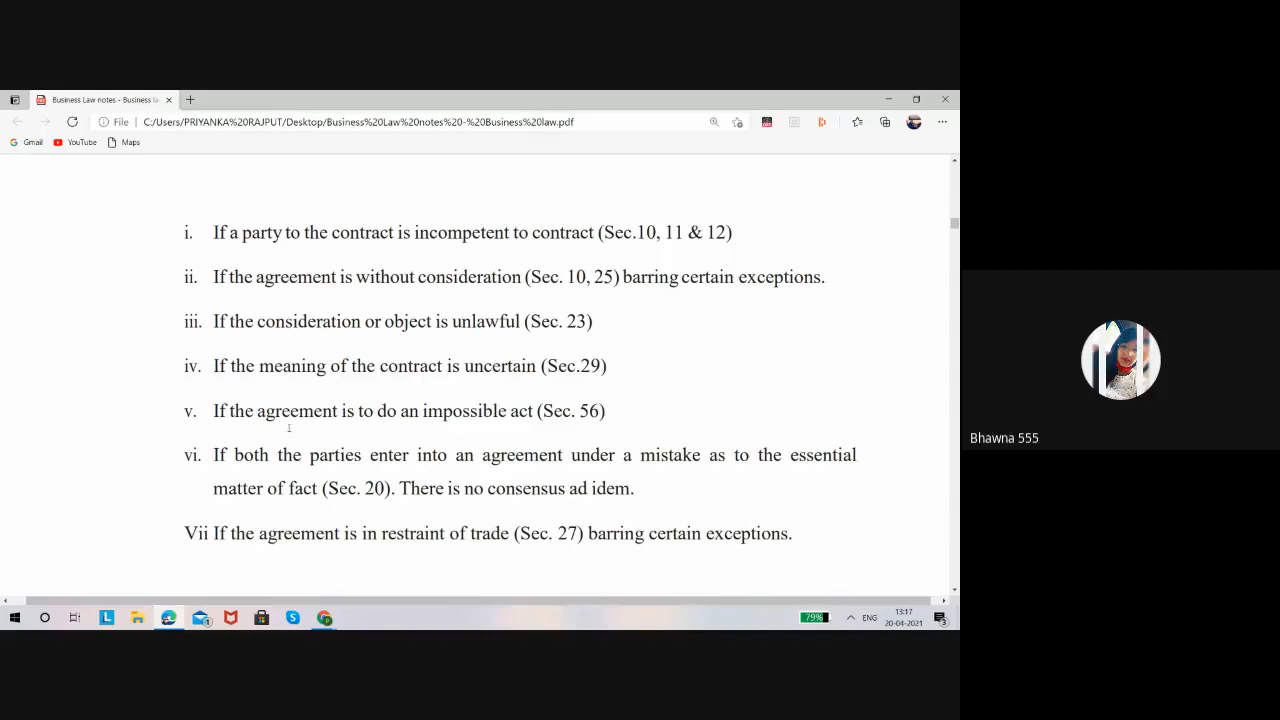 Business Law notes - Business la
File
C:/Users/PRIYANKA%20RAJPUT/Desktop/Business%20Law%20notes%20-%20Business%20law.pdf
Gmail YouTube Maps
i. If a party to the contract is incompetent to contract (Sec.10, 11 & 12)
ii. If the agreement is without consideration (Sec. 10, 25) barring certain exceptions.
iii. If the consideration or object is unlawful (Sec. 23)
iv. If the meaning of the contract is uncertain (Sec.29)
v. If the agreement is to do an impossible act (Sec. 56)
Bhawna 555
vi. If both the parties enter into an agreement under a mistake as to the essential
matter of fact (Sec. 20). There is no consensus ad idem.
Vii If the agreement is in restraint of trade (Sec. 27) barring certain exceptions.
79% ENG
13:17
20-04-2021